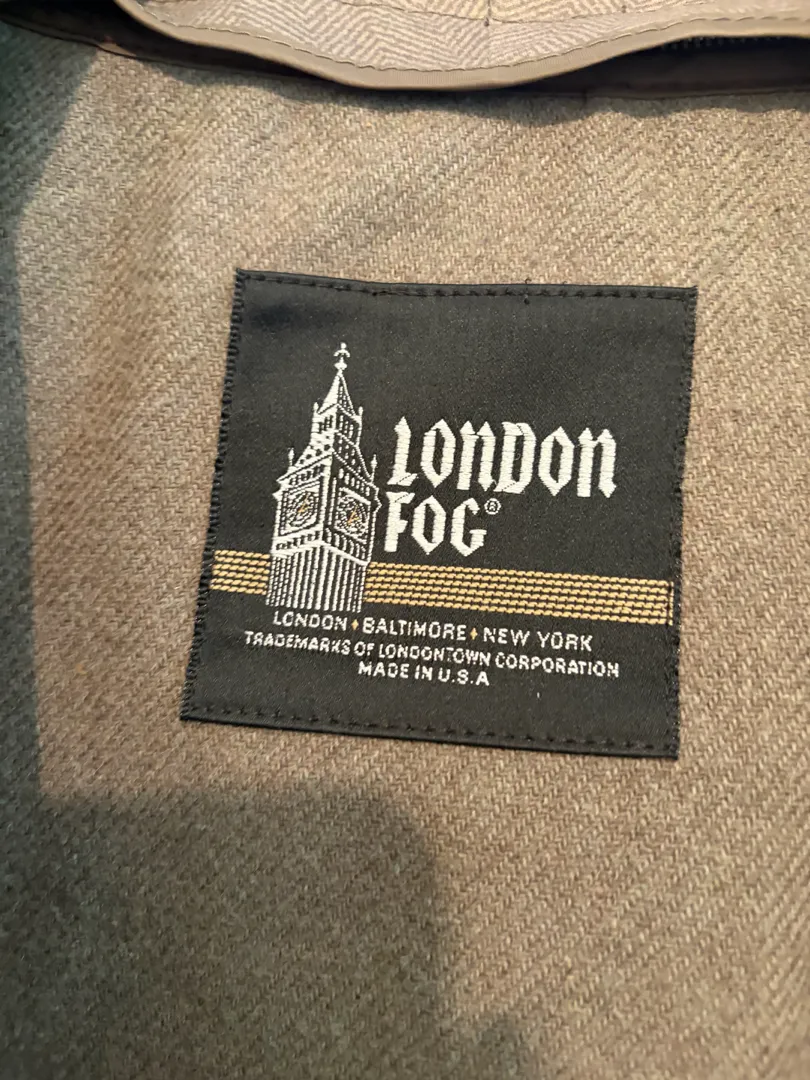 LONDON
FOG®
LONDON ♦ BALTIMORE ♦ NEW YORK
TRADEMARKS OF LONDONTOWN CORPORATION
MADE IN U.S.A